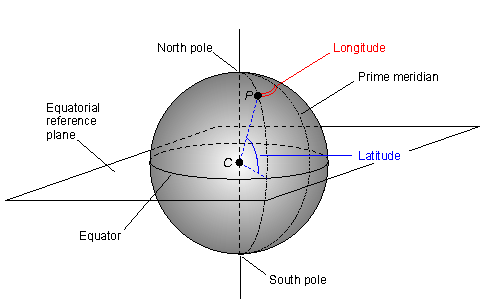 North pole
Longitude
Prime meridian
P
Equatorial
reference
plane
C
Latitude
Equator
South pole